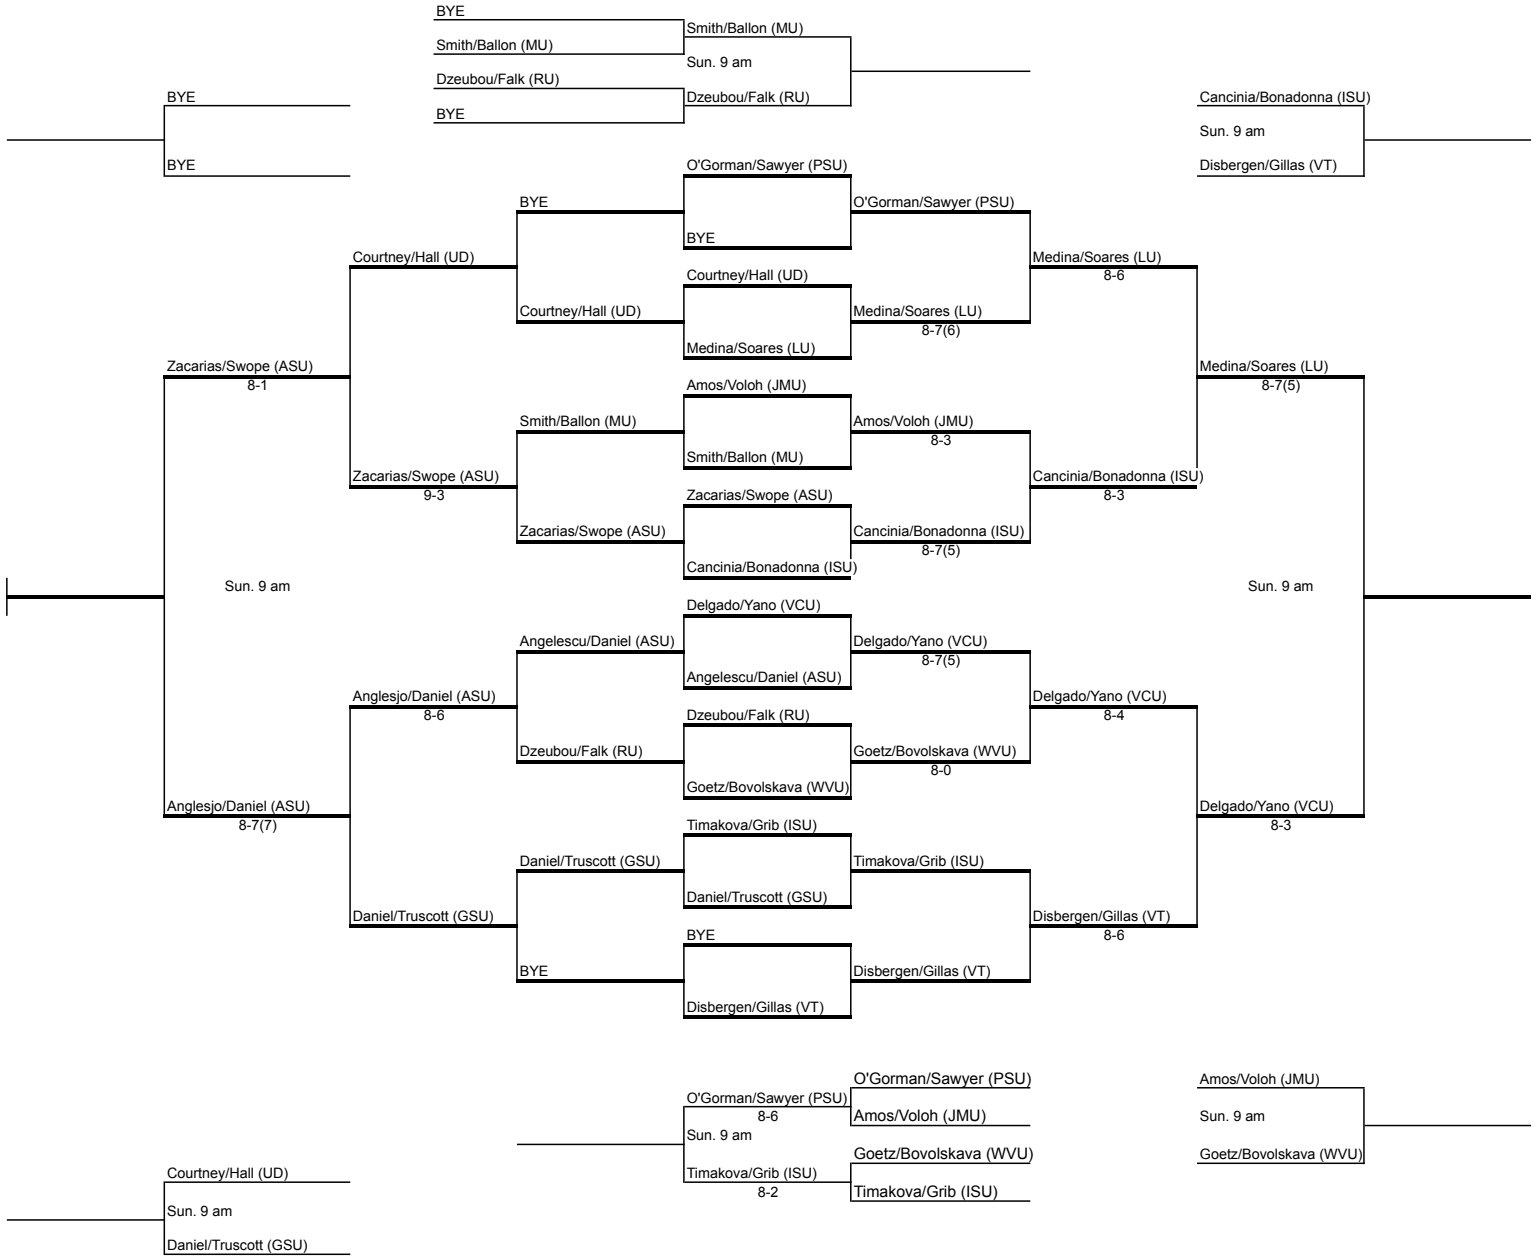 BYE
Smith/Ballon (MU)
Smith/Ballon (MU)
Sun. 9 am
Dzeubou/Falk (RU)
Dzeubou/Falk (RU)
BYE
BYE
BYE
Cancinia/Bonadonna (ISU)
Sun. 9 am
Disbergen/Gillas (VT)
O'Gorman/Sawyer (PSU)
BYE
O'Gorman/Sawyer (PSU)
BYE
Courtney/Hall (UD)
Medina/Soares (LU)
8-6
Courtney/Hall (UD)
Courtney/Hall (UD)
Medina/Soares (LU)
8-7(6)
Medina/Soares (LU)
Zacarias/Swope (ASU)
8-1
Medina/Soares (LU)
8-7(5)
Amos/Voloh (JMU)
Smith/Ballon (MU)
Amos/Voloh (JMU)
8-3
Smith/Ballon (MU)
Zacarias/Swope (ASU)
9-3
Cancinia/Bonadonna (ISU)
8-3
Zacarias/Swope (ASU)
Zacarias/Swope (ASU)
Cancinia/Bonadonna (ISU)
8-7(5)
Cancinia/Bonadonna (ISU)
Sun. 9 am
Sun. 9 am
Delgado/Yano (VCU)
Angelescu/Daniel (ASU)
Delgado/Yano (VCU)
8-7(5)
Angelescu/Daniel (ASU)
Anglesjo/Daniel (ASU)
8-6
Delgado/Yano (VCU)
8-4
Dzeubou/Falk (RU)
Dzeubou/Falk (RU)
Goetz/Bovolskava (WVU)
8-0
Goetz/Bovolskava (WVU)
Anglesjo/Daniel (ASU)
8-7(7)
Delgado/Yano (VCU)
8-3
Timakova/Grib (ISU)
Daniel/Truscott (GSU)
Timakova/Grib (ISU)
Daniel/Truscott (GSU)
Daniel/Truscott (GSU)
Disbergen/Gillas (VT)
8-6
BYE
BYE
Disbergen/Gillas (VT)
Disbergen/Gillas (VT)
O'Gorman/Sawyer (PSU)
O'Gorman/Sawyer (PSU)
8-6
Amos/Voloh (JMU)
Sun. 9 am
Goetz/Bovolskava (WVU)
Timakova/Grib (ISU)
8-2
Timakova/Grib (ISU)
Amos/Voloh (JMU)
Sun. 9 am
Goetz/Bovolskava (WVU)
Courtney/Hall (UD)
Sun. 9 am
Daniel/Truscott (GSU)